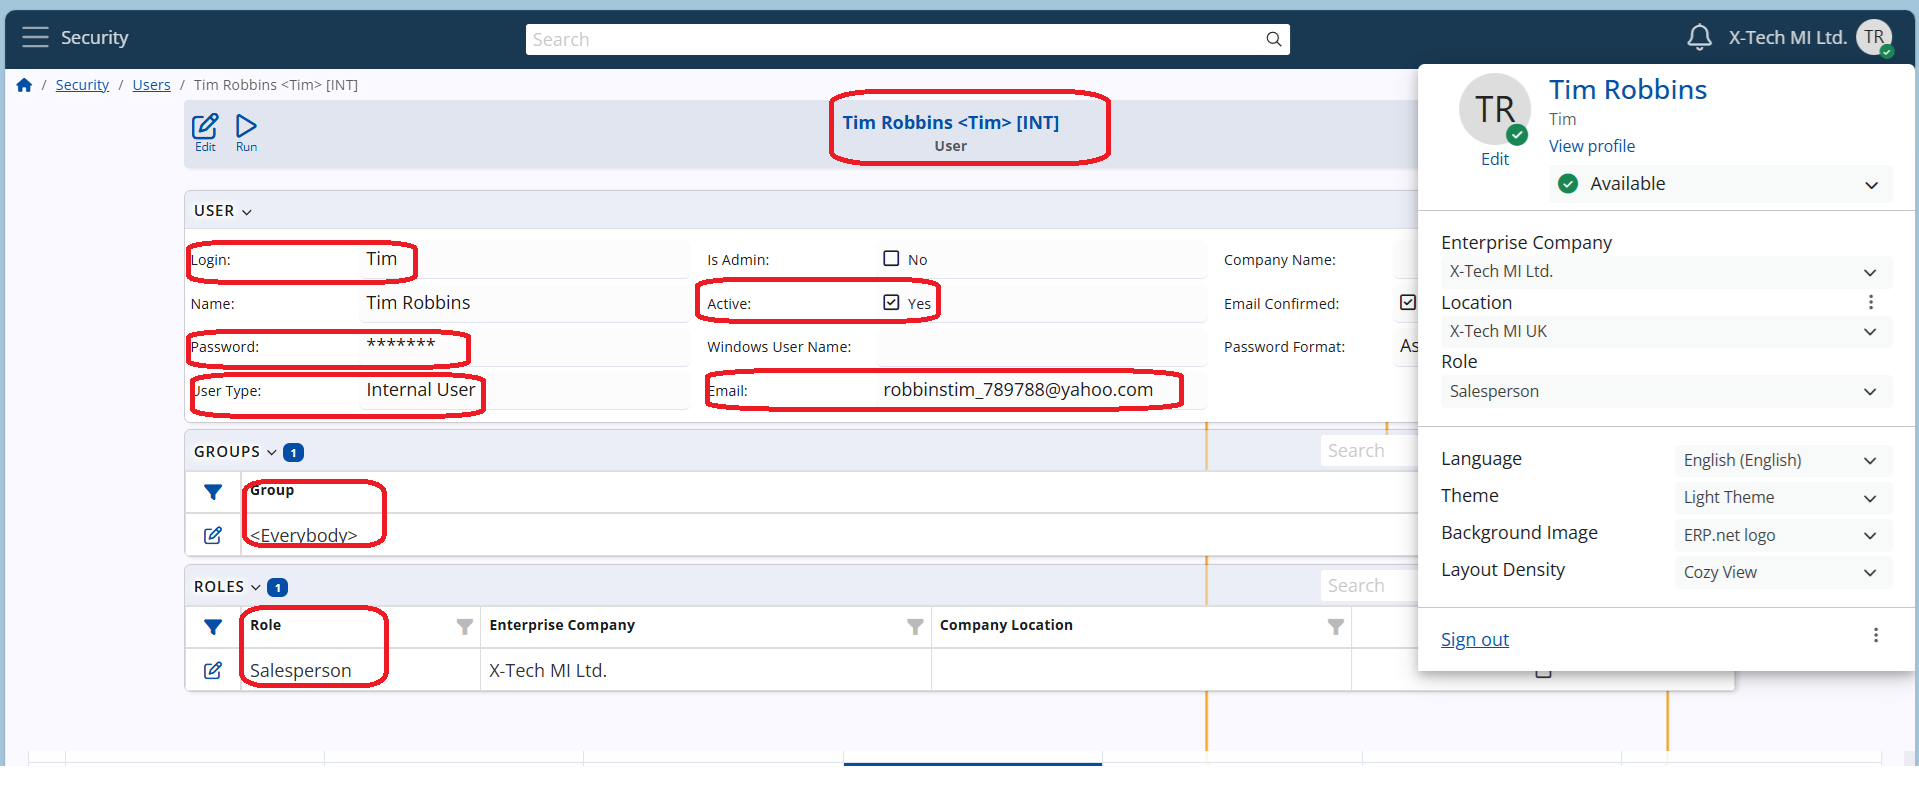 Security
Search
X-Tech MI Ltd.
TR
/ Security / Users / Tim Robbins <Tim> [INT]
Edit
Run
Tim Robbins <Tim> [INT]
User
USER
Login: Tim
Is Admin: No
Company Name:
Name: Tim Robbins
Active: Yes
Email Confirmed:
Password: *******
Windows User Name:
Password Format: As
User Type: Internal User
Email: robbinstim_789788@yahoo.com
GROUPS 1
Search
Group
<Everybody>
ROLES 1
Search
Role Enterprise Company Company Location
Salesperson X-Tech MI Ltd.
TR
Edit
Tim Robbins
Tim
View profile
Available
Enterprise Company
X-Tech MI Ltd.
Location
X-Tech MI UK
Role
Salesperson
Language English (English)
Theme Light Theme
Background Image ERP.net logo
Layout Density Cozy View
Sign out